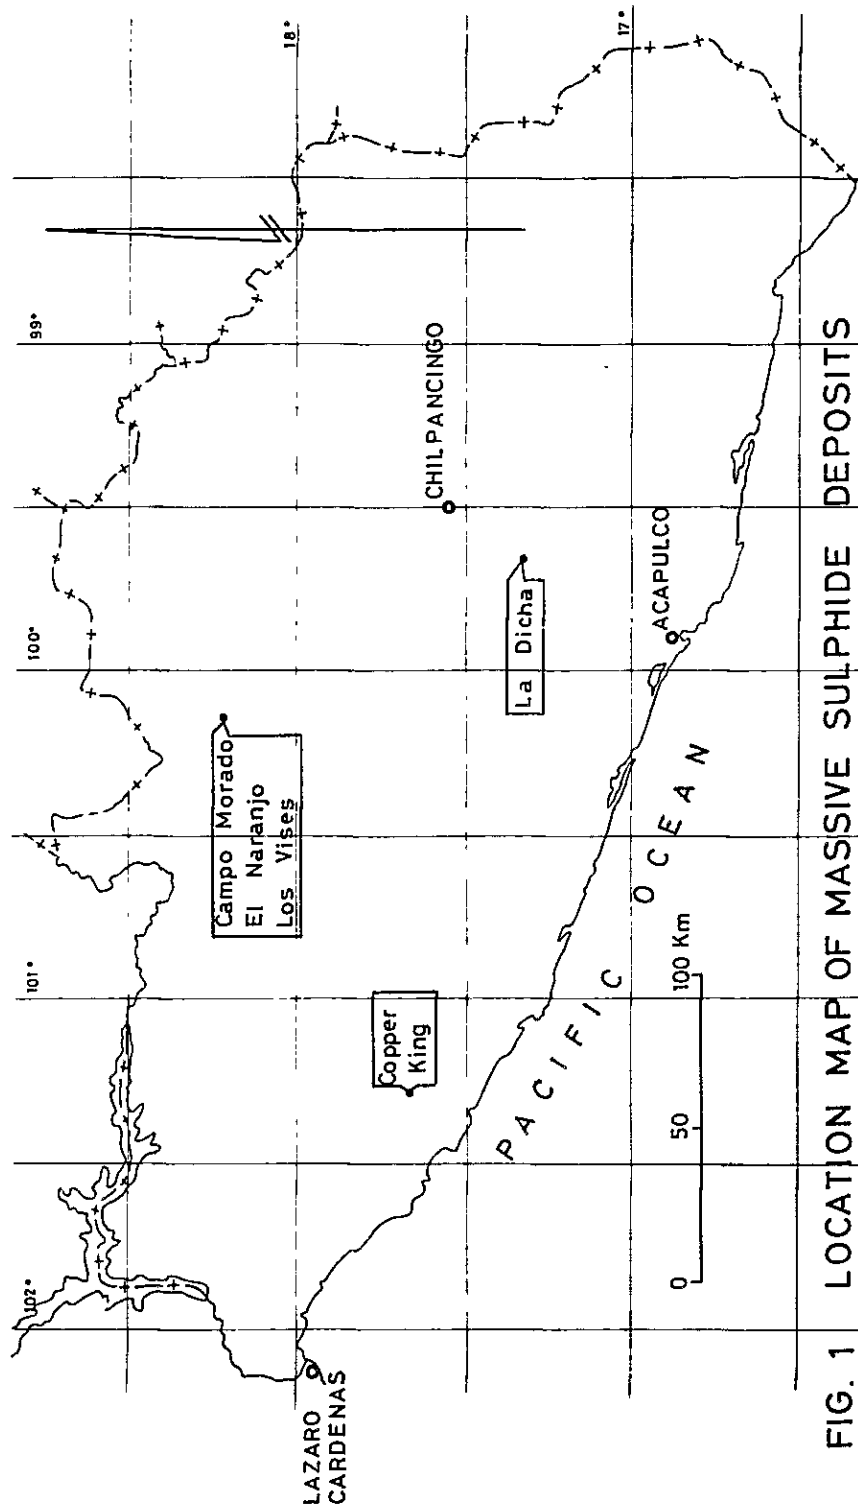 102°
101°
100°
99°
18°
17°
LAZARO
CARDENAS
Campo Morado
El Naranjo
Los Vises
Copper
King
La Dicha
CHILPANCINGO
ACAPULCO
PACIFIC OCEAN
0 50 100 Km
FIG. 1 LOCATION MAP OF MASSIVE SULPHIDE DEPOSITS